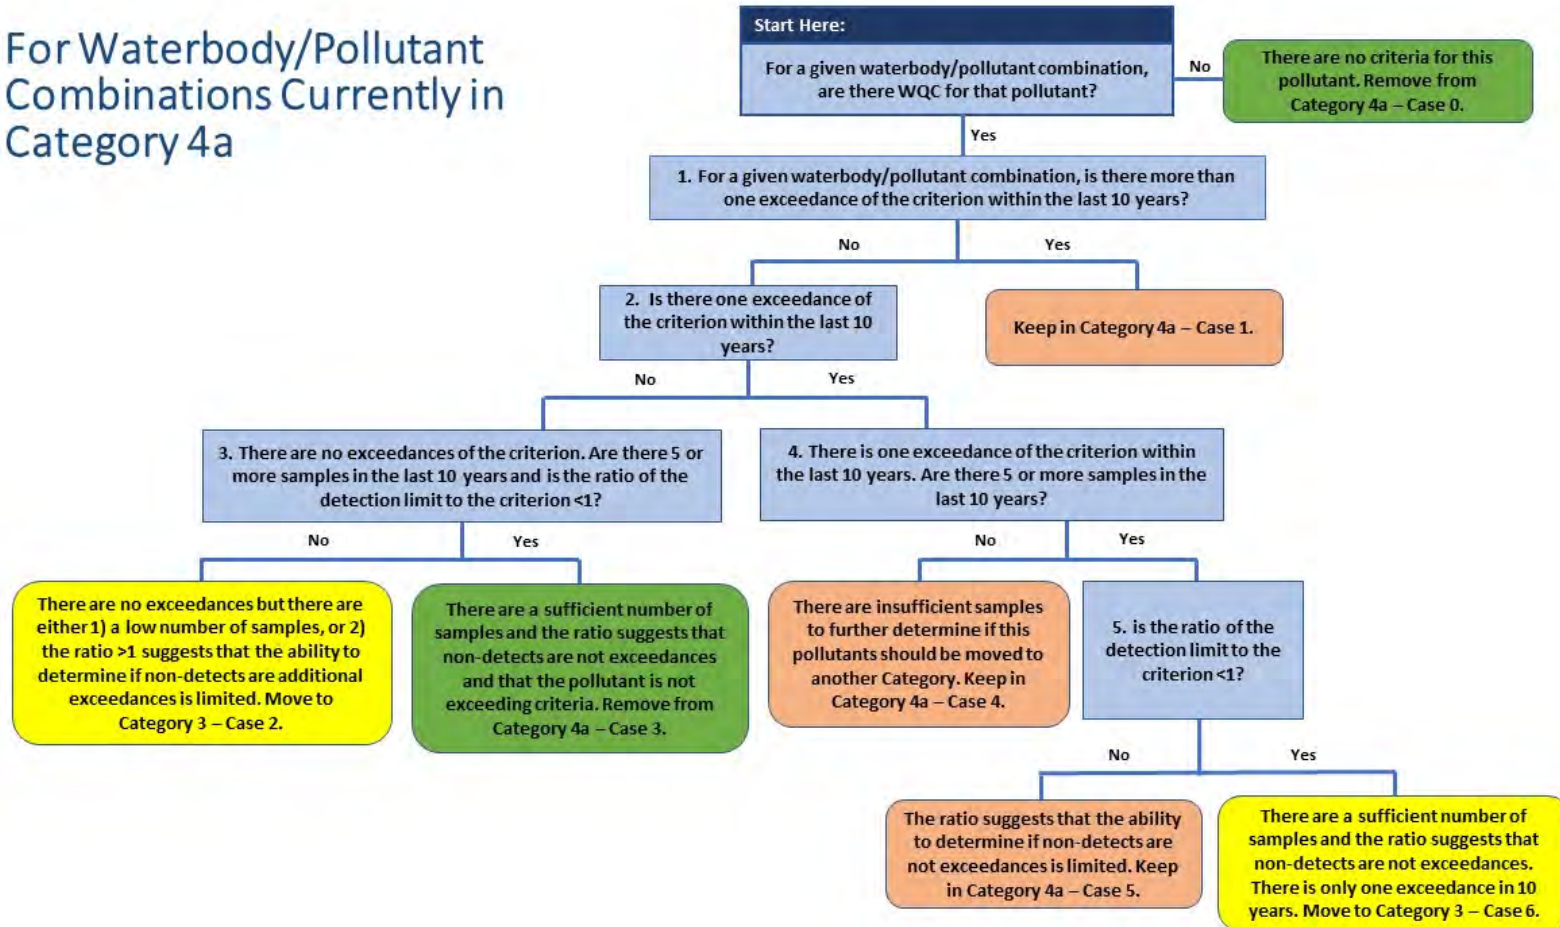 For Waterbody/Pollutant
Combinations Currently in
Category 4a
Start Here:
For a given waterbody/pollutant combination,
are there WQC for that pollutant?
No
There are no criteria for this
pollutant. Remove from
Category 4a – Case 0.
Yes
1. For a given waterbody/pollutant combination, is there more than
one exceedance of the criterion within the last 10 years?
No
Yes
2. Is there one exceedance of
the criterion within the last 10
years?
Keep in Category 4a – Case 1.
No
Yes
3. There are no exceedances of the criterion. Are there 5 or
more samples in the last 10 years and is the ratio of the
detection limit to the criterion <1?
4. There is one exceedance of the criterion within
the last 10 years. Are there 5 or more samples in the
last 10 years?
No
Yes
No
Yes
There are no exceedances but there are
either 1) a low number of samples, or 2)
the ratio >1 suggests that the ability to
determine if non-detects are additional
exceedances is limited. Move to
Category 3 – Case 2.
There are a sufficient number of
samples and the ratio suggests that
non-detects are not exceedances
and that the pollutant is not
exceeding criteria. Remove from
Category 4a – Case 3.
There are insufficient samples
to further determine if this
pollutants should be moved to
another Category. Keep in
Category 4a – Case 4.
5. is the ratio of the
detection limit to the
criterion <1?
No
Yes
The ratio suggests that the ability
to determine if non-detects are
not exceedances is limited. Keep
in Category 4a – Case 5.
There are a sufficient number of
samples and the ratio suggests that
non-detects are not exceedances.
There is only one exceedance in 10
years. Move to Category 3 – Case 6.